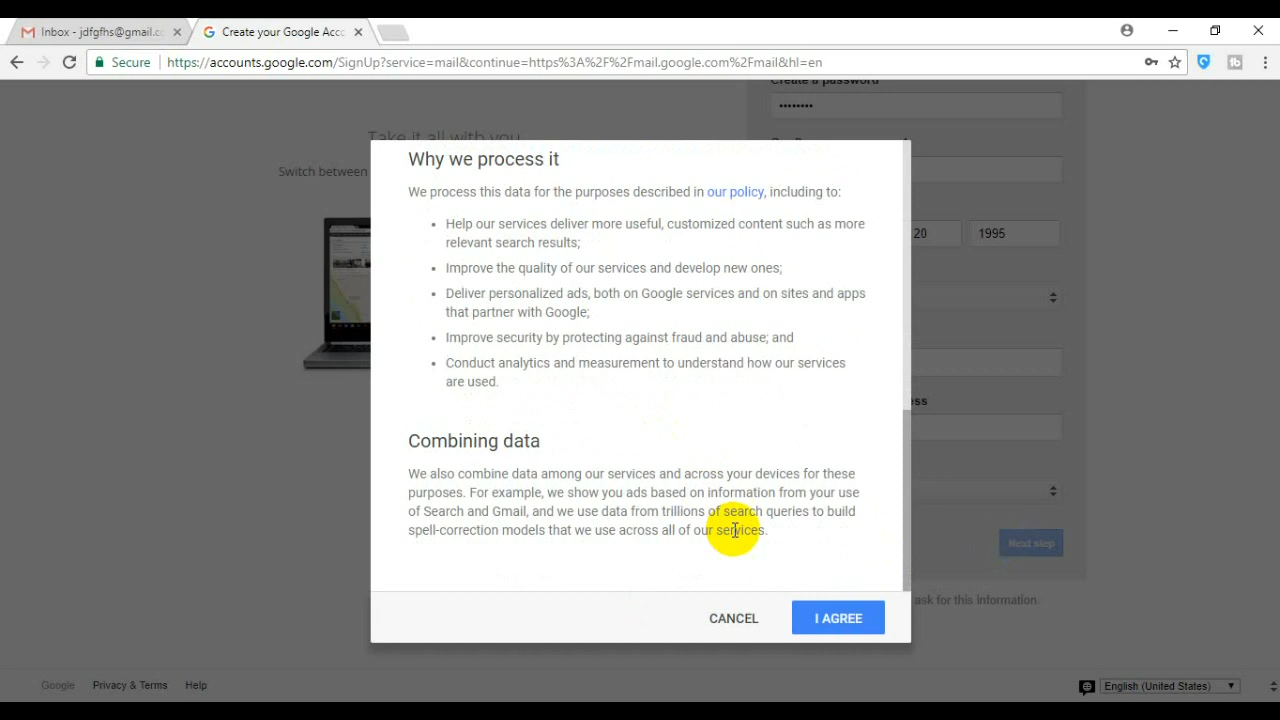 Inbox - jdfgfhs@gmail.co
Create your Google Acc
Secure
https://accounts.google.com/SignUp?service=mail&continue=https%3A%2F%2Fmail.google.com%2Fmail&hl=en
Create a password
••••••••
Take it all with you
Switch between
20
1995
Why we process it
We process this data for the purposes described in our policy, including to:
• Help our services deliver more useful, customized content such as more
relevant search results;
• Improve the quality of our services and develop new ones;
• Deliver personalized ads, both on Google services and on sites and apps
that partner with Google;
• Improve security by protecting against fraud and abuse; and
• Conduct analytics and measurement to understand how our services
are used.
Combining data
We also combine data among our services and across your devices for these
purposes. For example, we show you ads based on information from your use
of Search and Gmail, and we use data from trillions of search queries to build
spell-correction models that we use across all of our services.
Next step
ask for this information.
CANCEL
I AGREE
Google
Privacy & Terms
Help
English (United States)